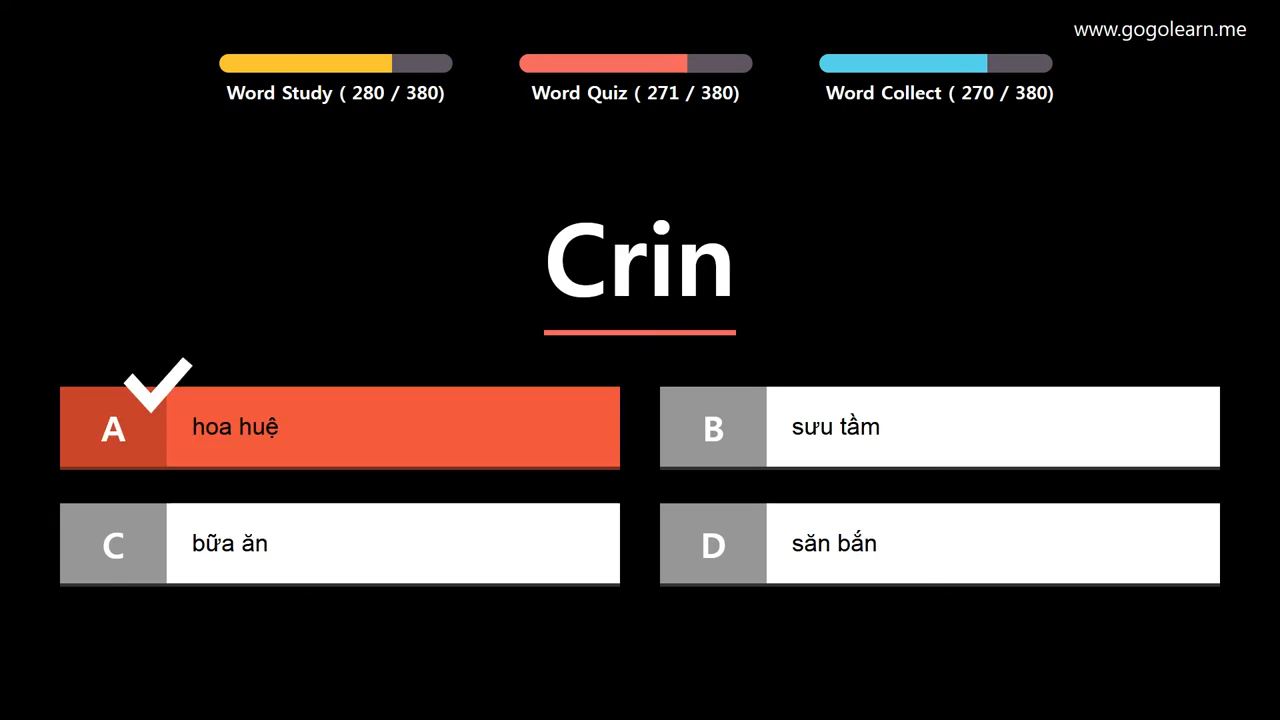 www.gogolearn.me
Word Study ( 280 / 380)
Word Quiz ( 271 / 380)
Word Collect ( 270 / 380)
Crin
A hoa huệ
B sưu tầm
C bữa ăn
D săn bắn